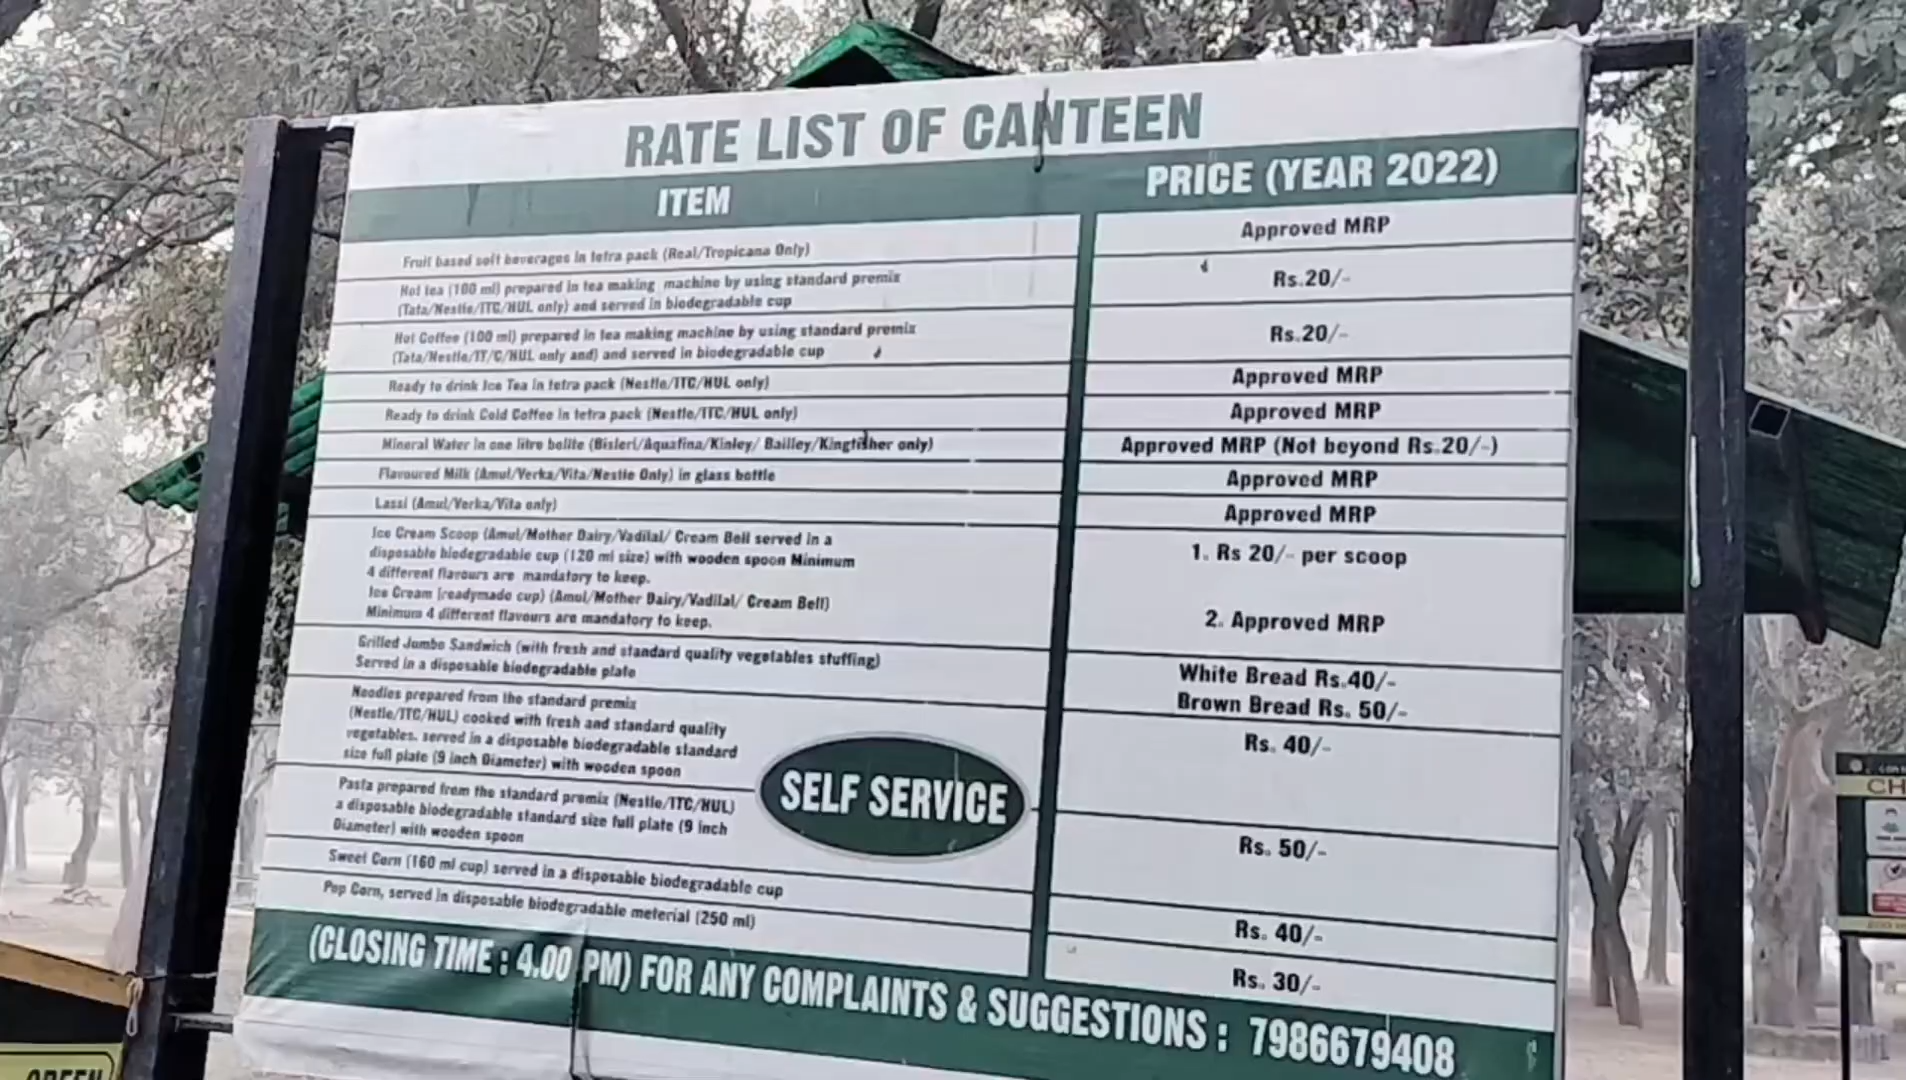 RATE LIST OF CANTEEN
ITEM
PRICE (YEAR 2022)
Fruit based soft beverages in tetra pack (Real/Tropicana Only)
Approved MRP
Hot tea (100 ml) prepared in tea making machine by using standard premix
(Tata/Nestle/ITC/HUL only) and served in biodegradable cup
Rs.20/-
Hot Coffee (100 ml) prepared in tea making machine by using standard premix
(Tata/Nestle/IT/C/HUL only and) and served in biodegradable cup
Rs.20/-
Ready to drink Ice Tea in tetra pack (Nestle/ITC/HUL only)
Approved MRP
Ready to drink Cold Coffee in tetra pack (Nestle/ITC/HUL only)
Approved MRP
Mineral Water in one litre bollte (Bisleri/Aquafina/Kinley/ Bailley/Kingfisher only)
Approved MRP (Not beyond Rs.20/-)
Flavoured Milk (Amul/Verka/Vita/Nestle Only) in glass bottle
Approved MRP
Lassi (Amul/Verka/Vita only)
Approved MRP
Ice Cream Scoop (Amul/Mother Dairy/Vadilal/ Cream Bell served in a
disposable biodegradable cup (120 ml size) with wooden spoon Minimum
4 different flavours are mandatory to keep.
1. Rs 20/- per scoop
Ice Cream (readymade cup) (Amul/Mother Dairy/Vadilal/ Cream Bell)
Minimum 4 different flavours are mandatory to keep.
2. Approved MRP
Grilled Jumbo Sandwich (with fresh and standard quality vegetables stuffing)
Served in a disposable biodegradable plate
White Bread Rs.40/-
Brown Bread Rs. 50/-
Noodles prepared from the standard premix
(Nestle/ITC/HUL) cooked with fresh and standard quality
vegetables. served in a disposable biodegradable standard
size full plate (9 inch Diameter) with wooden spoon
Rs. 40/-
Pasta prepared from the standard premix (Nestle/ITC/HUL)
a disposable biodegradable standard size full plate (9 inch
Diameter) with wooden spoon
Rs. 50/-
SELF SERVICE
Sweet Corn (160 ml cup) served in a disposable biodegradable cup
Rs. 40/-
Pop Corn, served in disposable biodegradable meterial (250 ml)
Rs. 30/-
(CLOSING TIME : 4.00 PM) FOR ANY COMPLAINTS & SUGGESTIONS : 7986679408
GREEN
CH